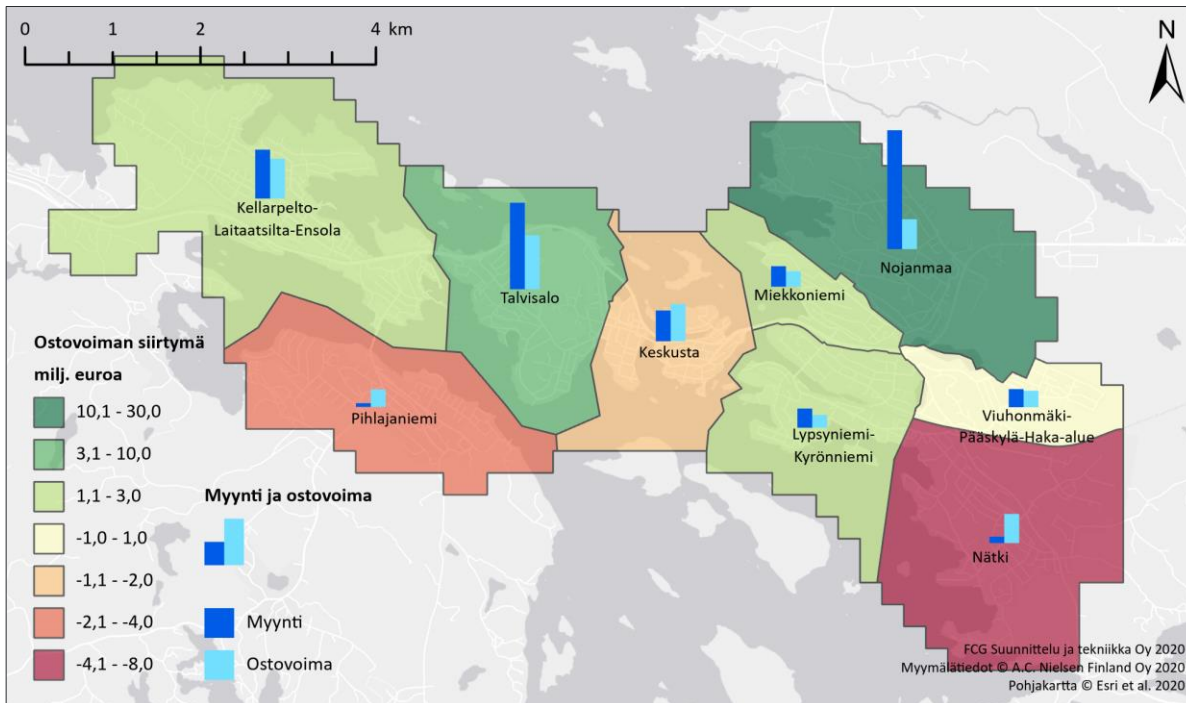 0 1 2 4 km
N
Kellarpelto-
Laitaatsilta-Ensola
Talvisalo
Keskusta
Miekkoniemi
Nojanmaa
Pihlajaniemi
Lypsyniemi-
Kyrönniemi
Viuhonmäki-
Pääskylä-Haka-alue
Nätki
Ostovoiman siirtymä
milj. euroa
10,1 - 30,0
3,1 - 10,0
1,1 - 3,0
-1,0 - 1,0
-1,1 - -2,0
-2,1 - -4,0
-4,1 - -8,0
Myynti ja ostovoima
Myynti
Ostovoima
FCG Suunnittelu ja tekniikka Oy 2020
Myymälätiedot © A.C. Nielsen Finland Oy 2020
Pohjakartta © Esri et al. 2020